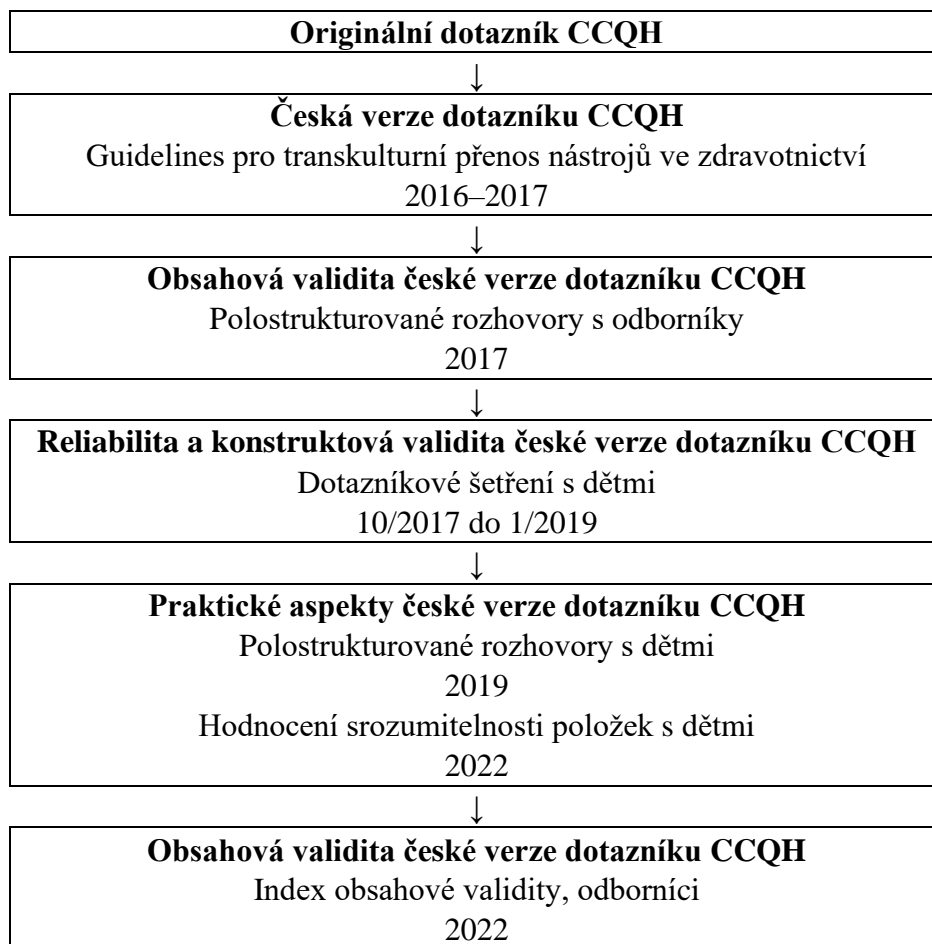 Originální dotazník CCQH
↓
Česká verze dotazníku CCQH
Guidelines pro transkulturní přenos nástrojů ve zdravotnictví
2016–2017
↓
Obsahová validita české verze dotazníku CCQH
Polostrukturované rozhovory s odborníky
2017
↓
Reliabilita a konstruktová validita české verze dotazníku CCQH
Dotazníkové šetření s dětmi
10/2017 do 1/2019
↓
Praktické aspekty české verze dotazníku CCQH
Polostrukturované rozhovory s dětmi
2019
Hodnocení srozumitelnosti položek s dětmi
2022
↓
Obsahová validita české verze dotazníku CCQH
Index obsahové validity, odborníci
2022